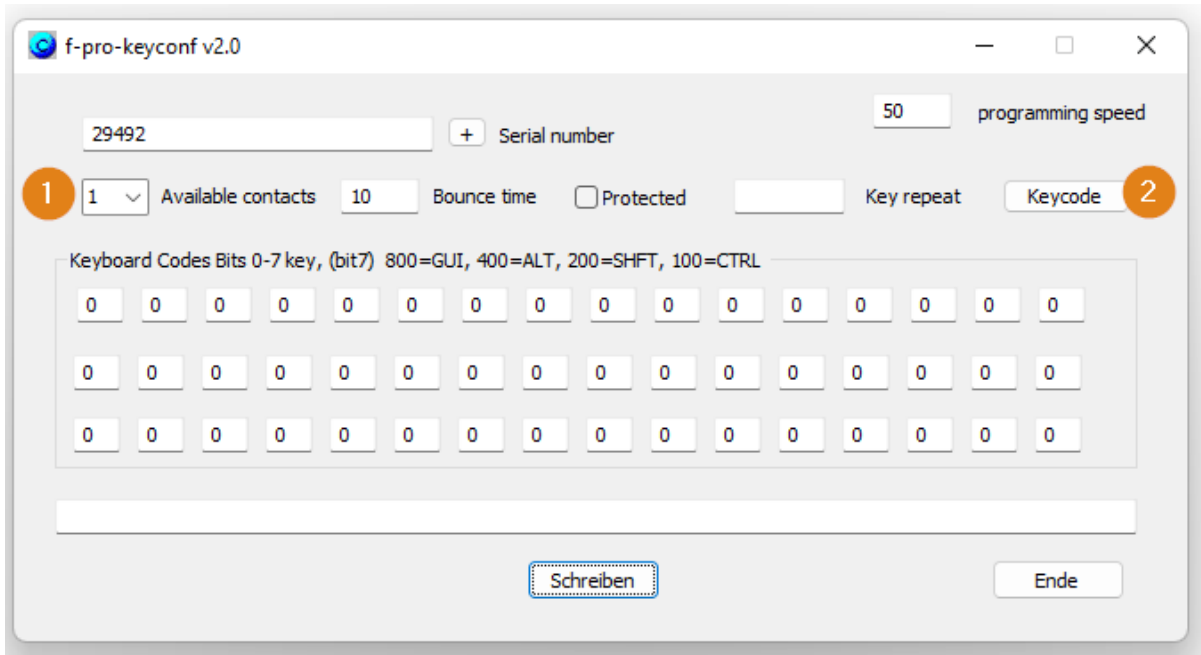 f-pro-keyconf v2.0
50 programming speed
29492 + Serial number
1 1 Available contacts 10 Bounce time Protected Key repeat Keycode 2
Keyboard Codes Bits 0-7 key, (bit7) 800=GUI, 400=ALT, 200=SHFT, 100=CTRL
0 0 0 0 0 0 0 0 0 0 0 0 0 0 0 0
0 0 0 0 0 0 0 0 0 0 0 0 0 0 0 0
0 0 0 0 0 0 0 0 0 0 0 0 0 0 0 0
Schreiben Ende